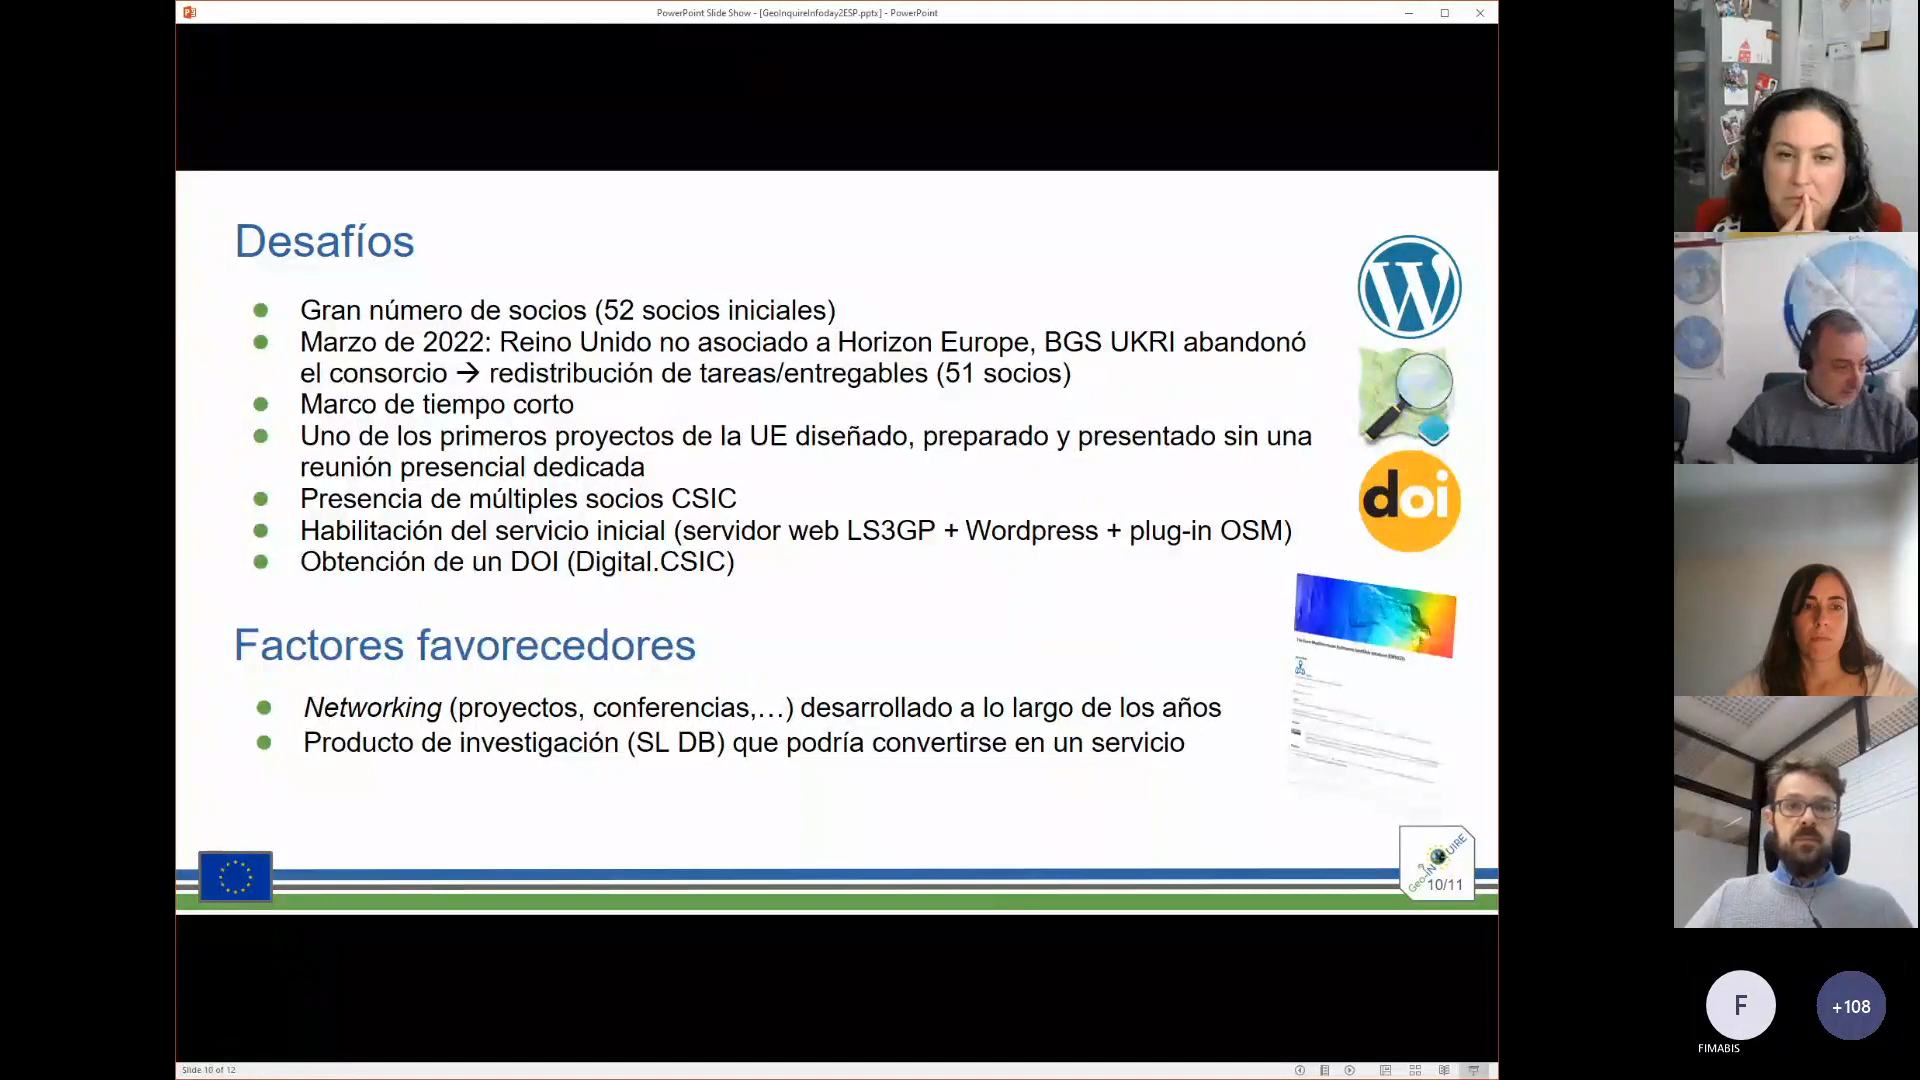 PowerPoint Slide Show - [GeoInquireInfoday2ESP.pptx] - PowerPoint
Desafíos
Gran número de socios (52 socios iniciales)
Marzo de 2022: Reino Unido no asociado a Horizon Europe, BGS UKRI abandonó
el consorcio → redistribución de tareas/entregables (51 socios)
Marco de tiempo corto
Uno de los primeros proyectos de la UE diseñado, preparado y presentado sin una
reunión presencial dedicada
Presencia de múltiples socios CSIC
Habilitación del servicio inicial (servidor web LS3GP + Wordpress + plug-in OSM)
Obtención de un DOI (Digital.CSIC)
W
doi
Factores favorecedores
Networking (proyectos, conferencias,…) desarrollado a lo largo de los años
Producto de investigación (SL DB) que podría convertirse en un servicio
Geo-INQUIRE
10/11
F
+108
FIMABIS
Slide 10 of 12